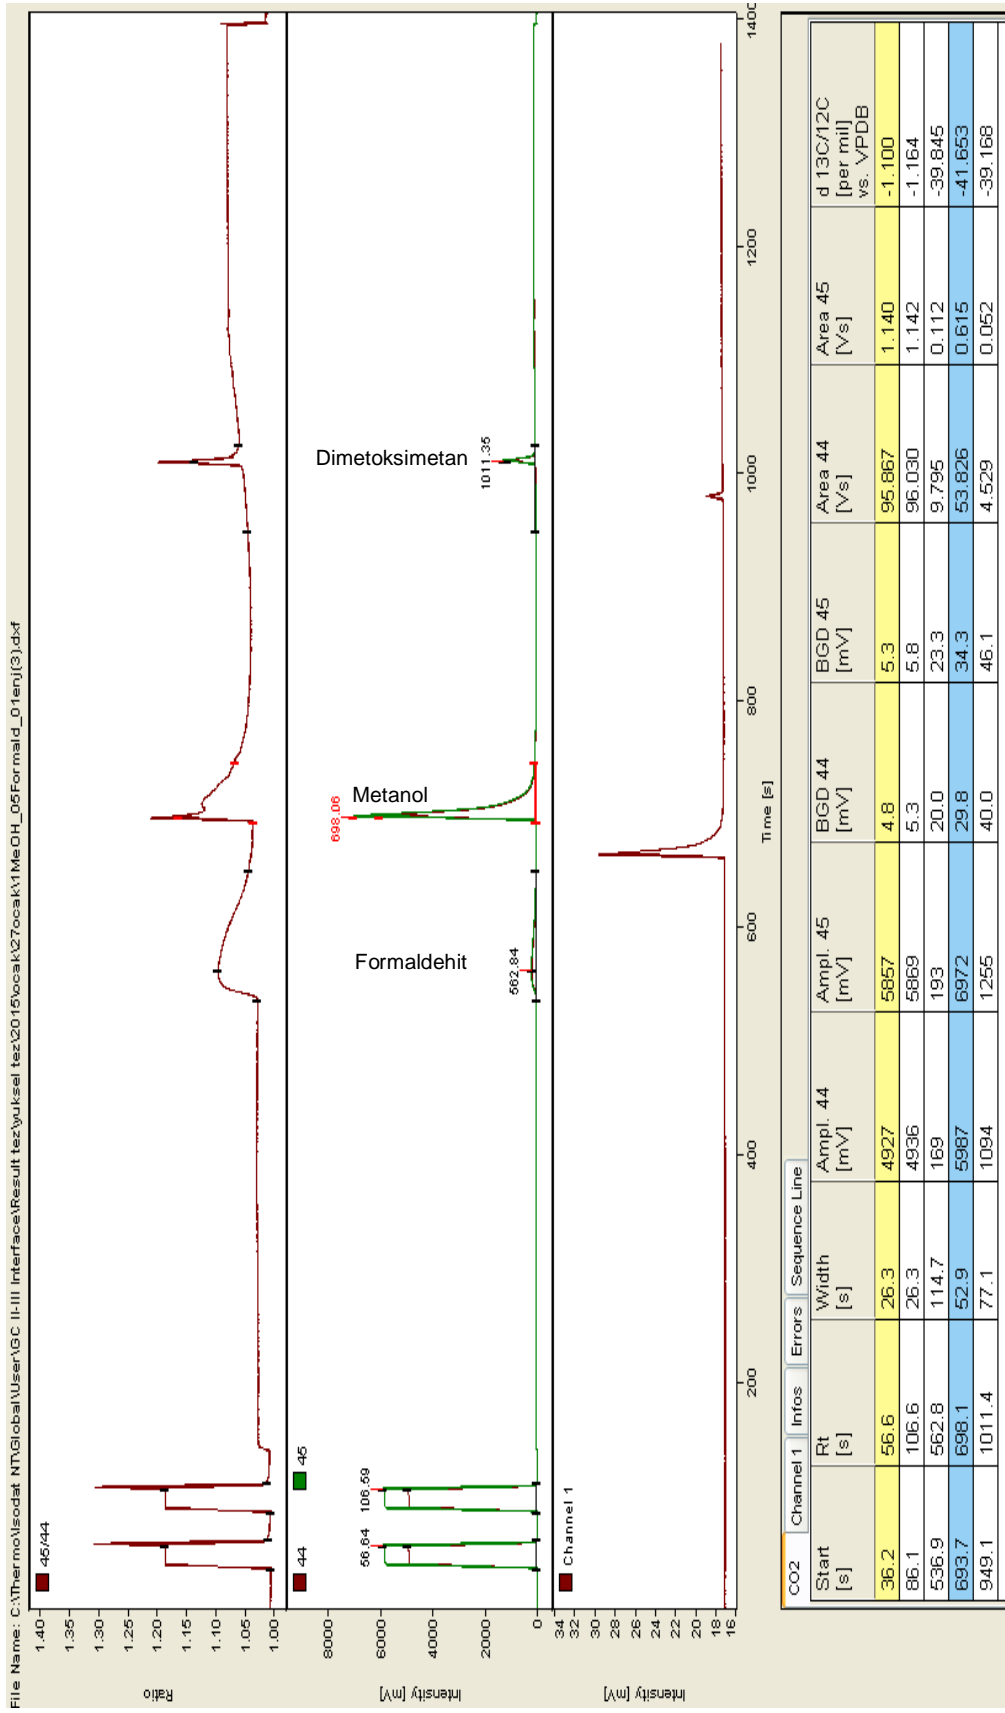 File Name: C:\Thermo\Isodat NT\Global\User\GC II-III Interface\Result tez\yuksel tez\2015\ocak\27ocak\1MeOH_05Formald_01enj(3).dxf
45/44
1.40
1.35
1.30
1.25
1.20
1.15
1.10
1.05
1.00
Ratio
44
45
8000
6000
4000
2000
0
Intensity [mV]
56.64
106.59
562.84
698.06
1011.35
Formaldehit
Metanol
Dimetoksimetan
Channel 1
34
32
30
28
26
24
22
20
18
16
Intensity [mV]
200
400
600
800
1000
1200
1400
Time [s]
CO2 Channel 1 Infos Errors Sequence Line
Start [s] Rt [s] Width [s] Ampl. 44 [mV] Ampl. 45 [mV] BGD 44 [mV] BGD 45 [mV] Area 44 [Vs] Area 45 [Vs] d 13C/12C [per mil] vs. VPDB
36.2 56.6 26.3 4927 5857 4.8 5.3 95.867 1.140 -1.100
86.1 106.6 26.3 4936 5869 5.3 5.8 96.030 1.142 -1.164
536.9 562.8 114.7 169 193 20.0 23.3 9.795 0.112 -39.845
693.7 698.1 52.9 5987 6972 29.8 34.3 53.826 0.615 -41.653
949.1 1011.4 77.1 1094 1255 40.0 46.1 4.529 0.052 -39.168